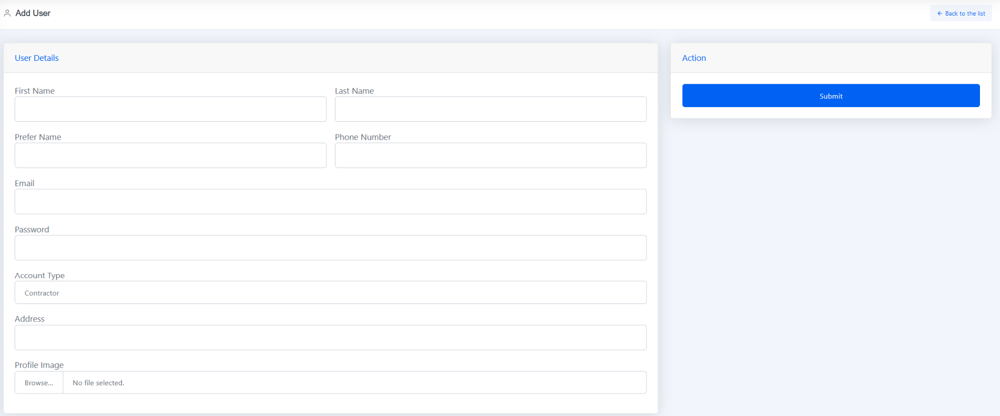 Add User
Back to the list
User Details
Action
First Name
Last Name
Submit
Prefer Name
Phone Number
Email
Password
Account Type
Contractor
Address
Profile Image
Browse... No file selected.